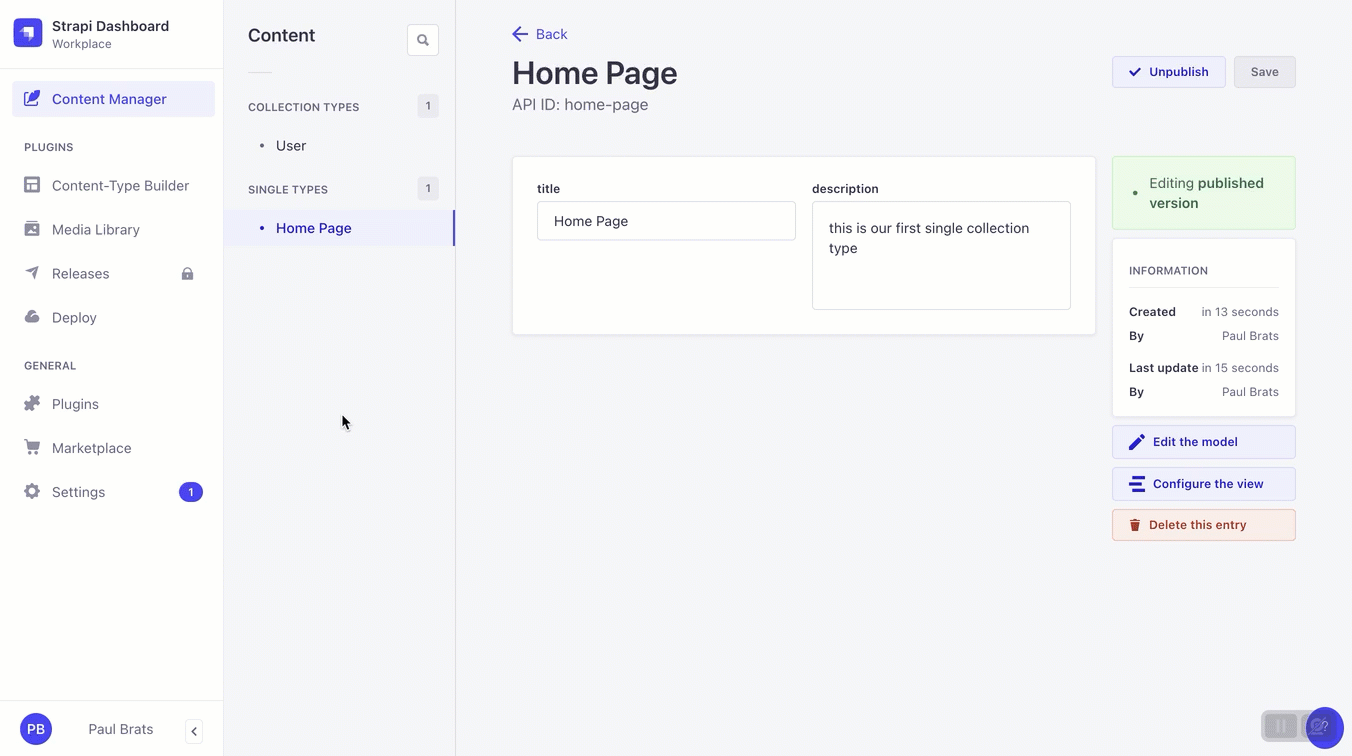 Strapi Dashboard
Workplace
Content Manager
PLUGINS
Content-Type Builder
Media Library
Releases
Deploy
GENERAL
Plugins
Marketplace
Settings
1
PB
Paul Brats
Content
COLLECTION TYPES
1
User
SINGLE TYPES
1
Home Page
Back
Home Page
API ID: home-page
Unpublish
Save
title
Home Page
description
this is our first single collection
type
Editing published
version
INFORMATION
Created in 13 seconds
By Paul Brats
Last update in 15 seconds
By Paul Brats
Edit the model
Configure the view
Delete this entry
?